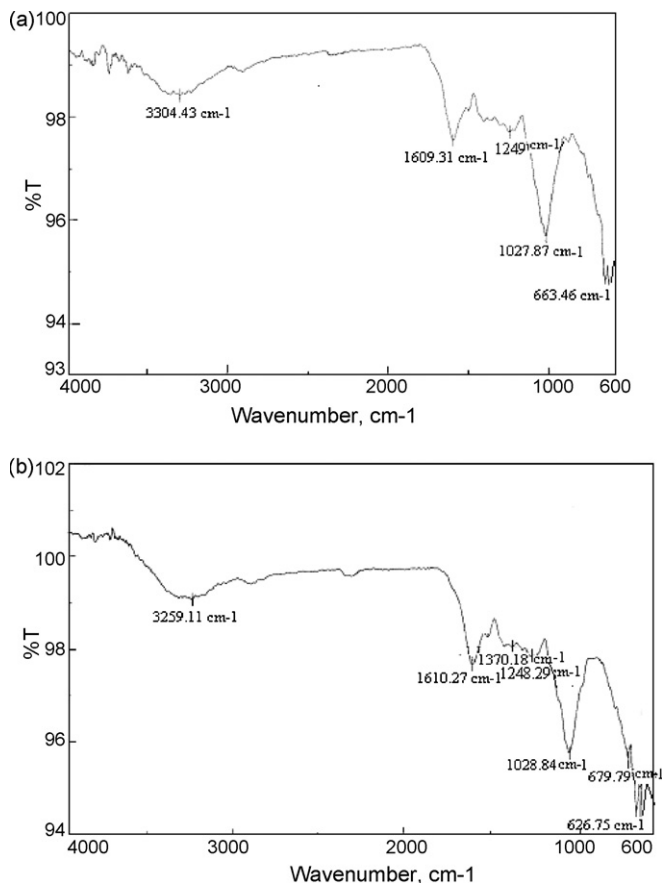 (a)
100
98
96
94
93
%T
3304.43 cm-1
1609.31 cm-1
1249 cm-1
1027.87 cm-1
663.46 cm-1
4000
3000
2000
1000
600
Wavenumber, cm-1
(b)
102
100
98
96
94
%T
3259.11 cm-1
1370.18 cm-1
1610.27 cm-1
1248.29 cm-1
1028.84 cm-1
679.79 cm-1
626.75 cm-1
4000
3000
2000
1000
600
Wavenumber, cm-1